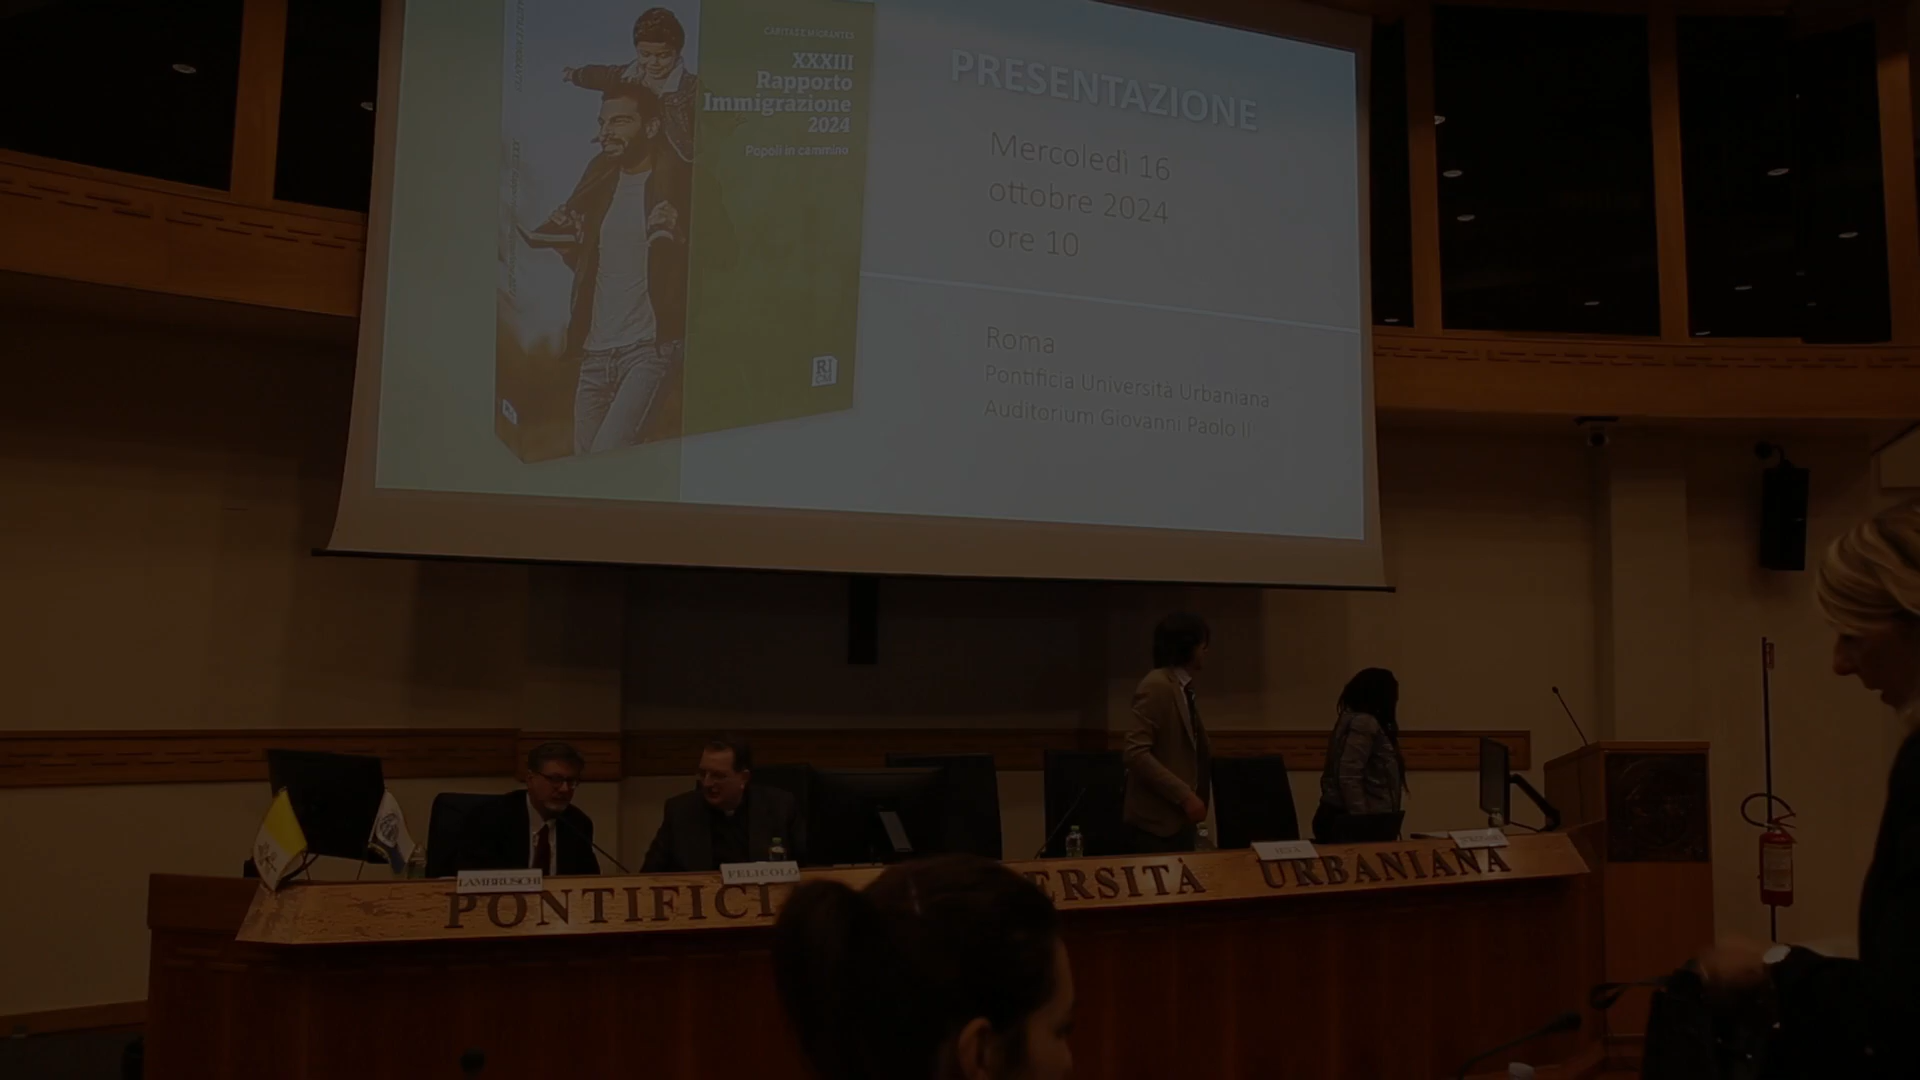 CARITAS E MIGRANTES
XXXIII
Rapporto
Immigrazione
2024
Popoli in cammino
PRESENTAZIONE
Mercoledì 16
ottobre 2024
ore 10
Roma
Pontificia Università Urbaniana
Auditorium Giovanni Paolo II
LAMBRUSCHI
FELICOLO
PONTIFICI ERSITÀ URBANIANA